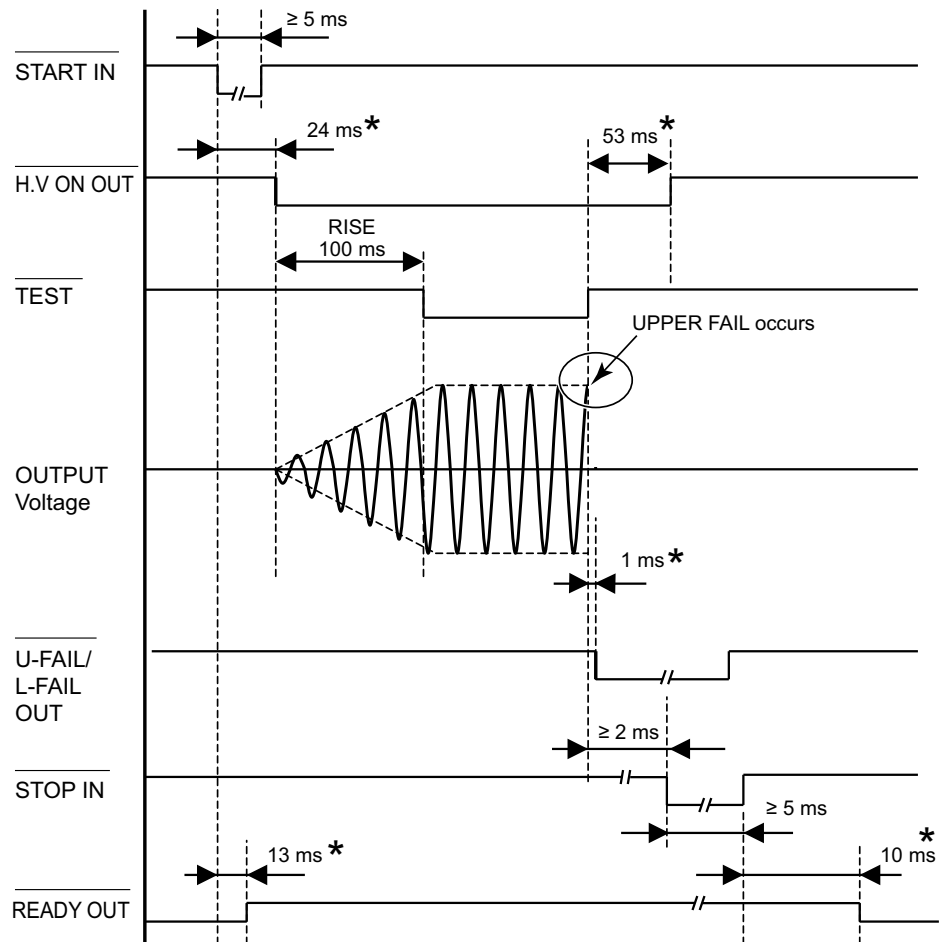 ≥ 5 ms
START IN
24 ms*
53 ms*
H.V ON OUT
RISE
100 ms
TEST
UPPER FAIL occurs
OUTPUT
Voltage
1 ms*
U-FAIL/
L-FAIL
OUT
≥ 2 ms
STOP IN
≥ 5 ms
13 ms*
10 ms*
READY OUT